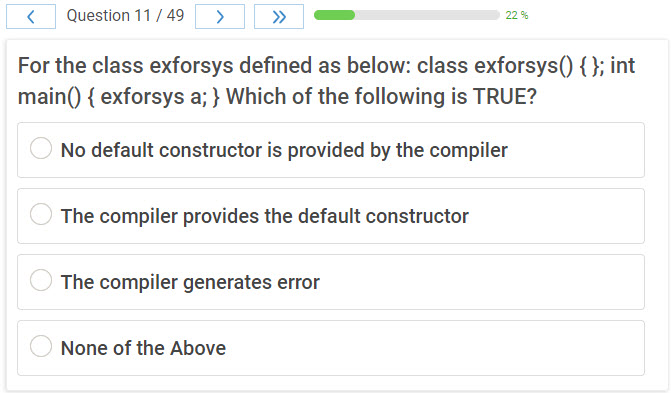 Question 11 / 49
22 %
For the class exforsys defined as below: class exforsys() { }; int
main() { exforsys a; } Which of the following is TRUE?
No default constructor is provided by the compiler
The compiler provides the default constructor
The compiler generates error
None of the Above